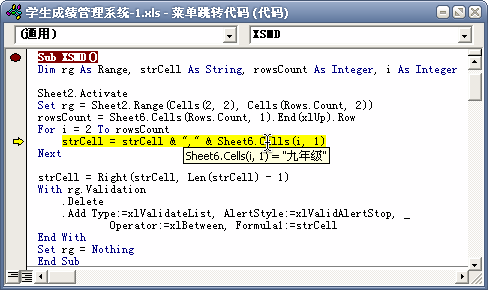 学生成绩管理系统-1.xls - 菜单跳转代码 (代码)
(通用) XSMD
Sub XSMD()
Dim rg As Range, strCell As String, rowsCount As Integer, i As Integer
Sheet2.Activate
Set rg = Sheet2.Range(Cells(2, 2), Cells(Rows.Count, 2))
rowsCount = Sheet6.Cells(Rows.Count, 1).End(xlUp).Row
For i = 2 To rowsCount
strCell = strCell & "," & Sheet6.Cells(i, 1)
Sheet6.Cells(i, 1)="九年级"
Next
strCell = Right(strCell, Len(strCell) - 1)
With rg.Validation
.Delete
.Add Type:=xlValidateList, AlertStyle:=xlValidAlertStop, _
Operator:=xlBetween, Formula1:=strCell
End With
Set rg = Nothing
End Sub